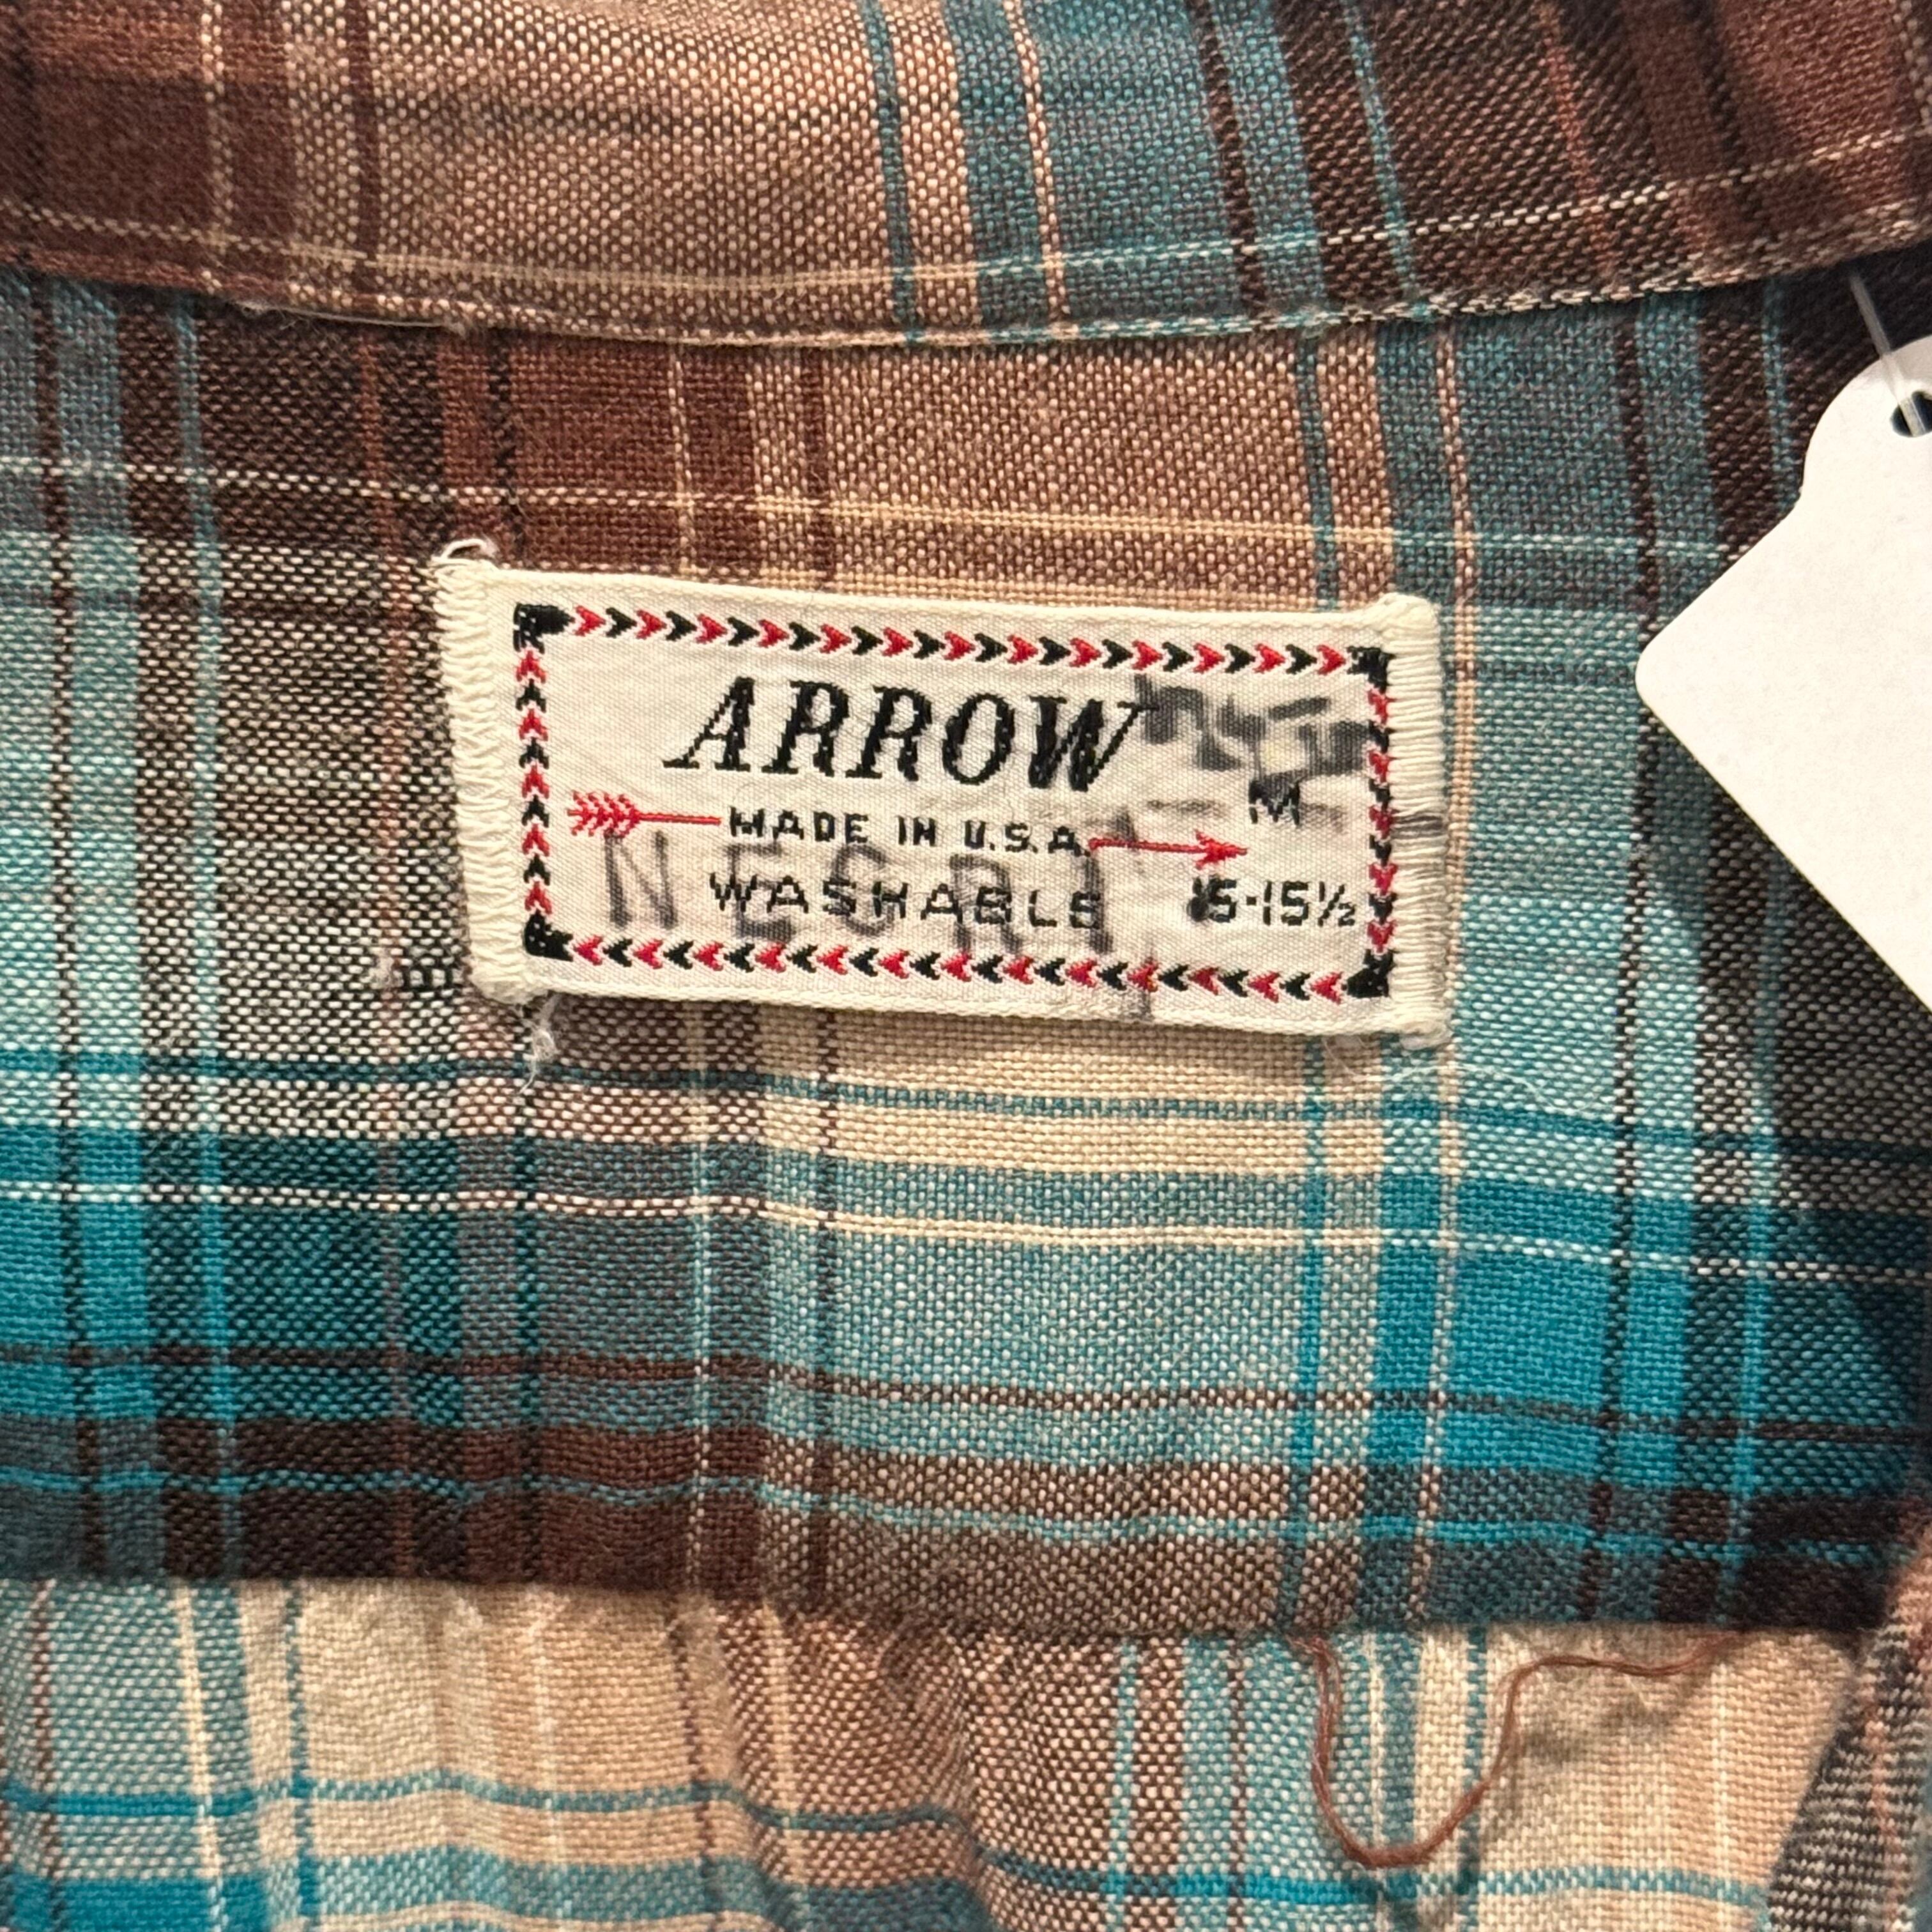 ARROW
M
MADE IN U.S.A.
NEGRI
WASHABLE 15-15½